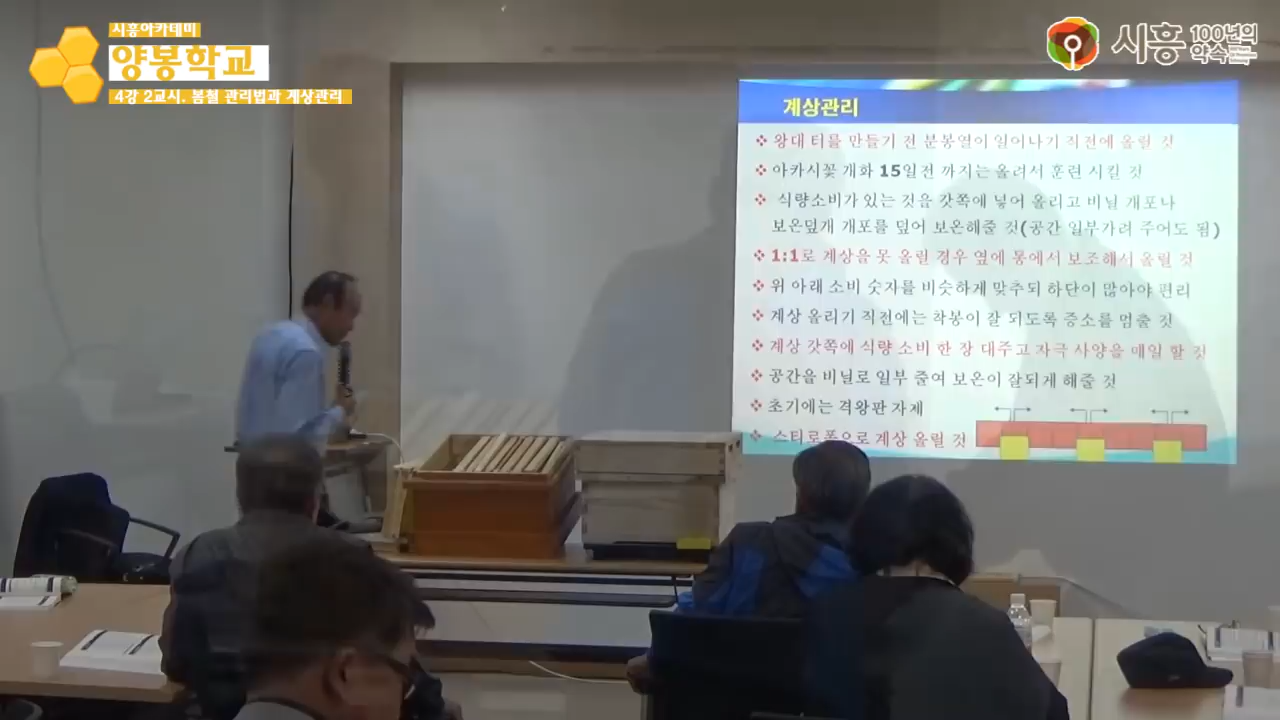 시흥아카데미
양봉학교
4강 2교시. 봄철 관리법과 계상관리
시흥 100년의
약속
계상관리
❖ 왕대 터를 만들기 전 분봉열이 일어나기 직전에 올릴 것
❖ 아카시꽃 개화 15일전 까지는 올려서 훈련 시킬 것
❖ 식량소비가 있는 것을 갓쪽에 넣어 올리고 비닐 개포나
보온덮개 개포를 덮어 보온해줄 것(공간 일부가려 주어도 됨)
❖ 1:1로 계상을 못 올릴 경우 옆에 통에서 보조해서 올릴 것
❖ 위 아래 소비 숫자를 비슷하게 맞추되 하단이 많아야 편리
❖ 계상 올리기 직전에는 착봉이 잘 되도록 증소를 멈출 것
❖ 계상 갓쪽에 식량 소비 한 장 대주고 자극 사양을 매일 할 것
❖ 공간을 비닐로 일부 줄여 보온이 잘되게 해줄 것
❖ 초기에는 격왕판 자제
❖ 스티로폼으로 계상 올릴 것